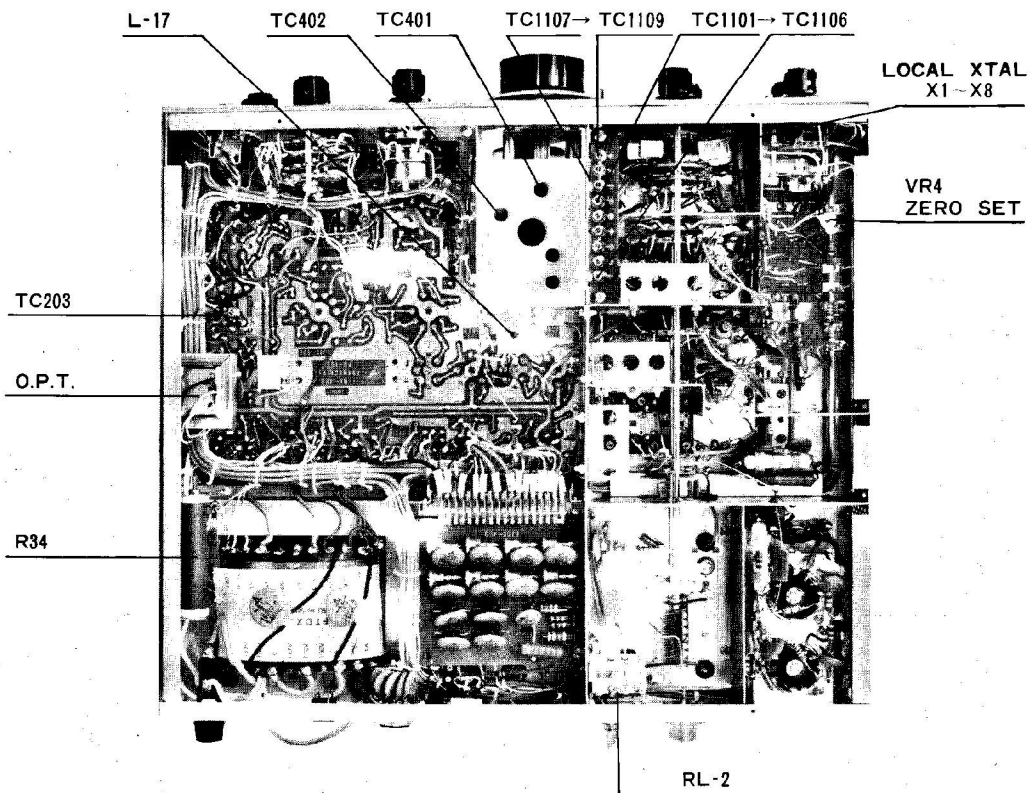 L-17 TC402 TC401 TC1107→ TC1109 TC1101→ TC1106
LOCAL XTAL
X1~X8
VR4
ZERO SET
TC203
O.P.T.
R34
RL-2